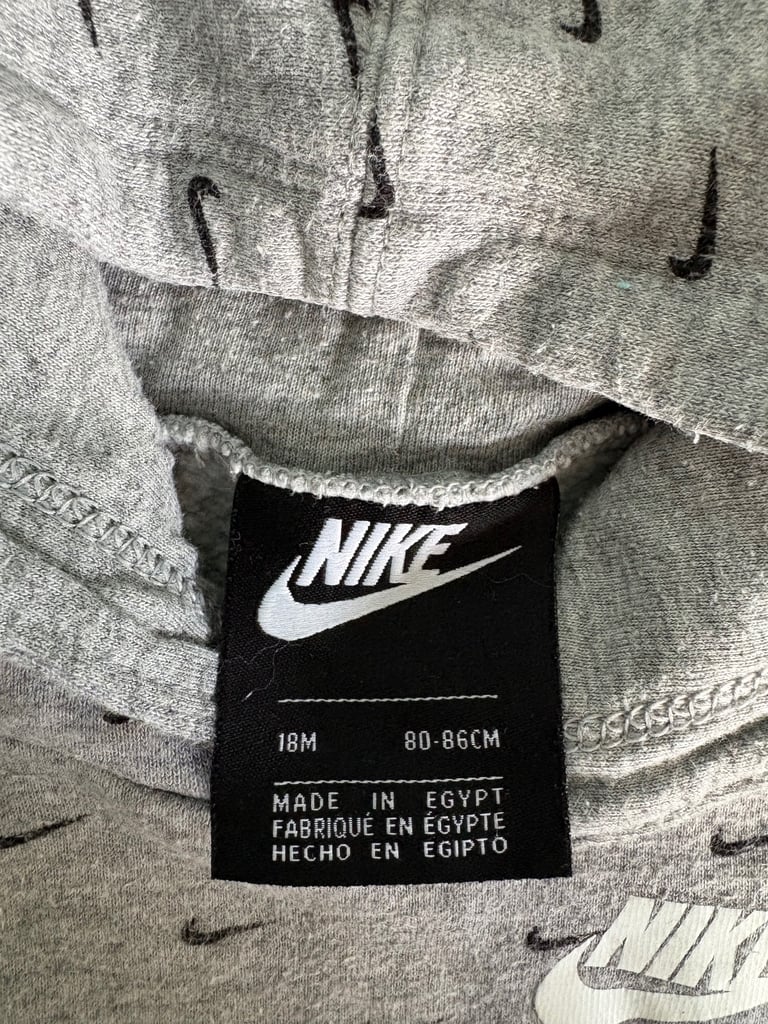 NIKE
18M 80-86CM
MADE IN EGYPT
FABRIQUÉ EN ÉGYPTE
HECHO EN EGIPTO
NIKE